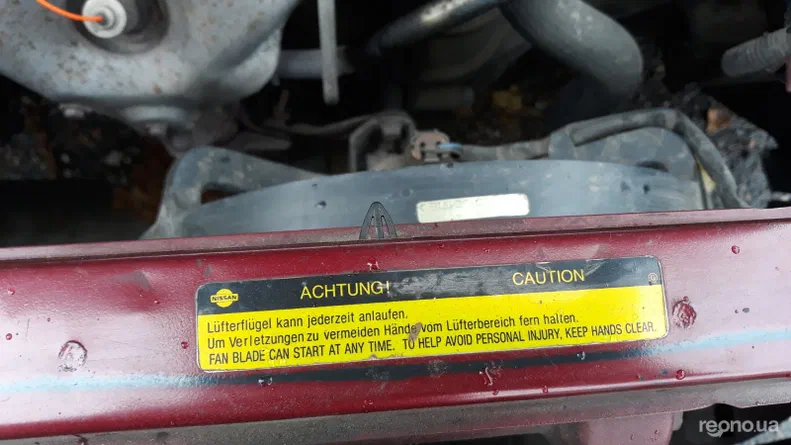 NISSAN ACHTUNG! CAUTION G
Lüfterflügel kann jederzeit anlaufen.
Um Verletzungen zu vermeiden Hände vom Lüfterbereich fern halten.
FAN BLADE CAN START AT ANY TIME. TO HELP AVOID PERSONAL INJURY, KEEP HANDS CLEAR.
reono.ua